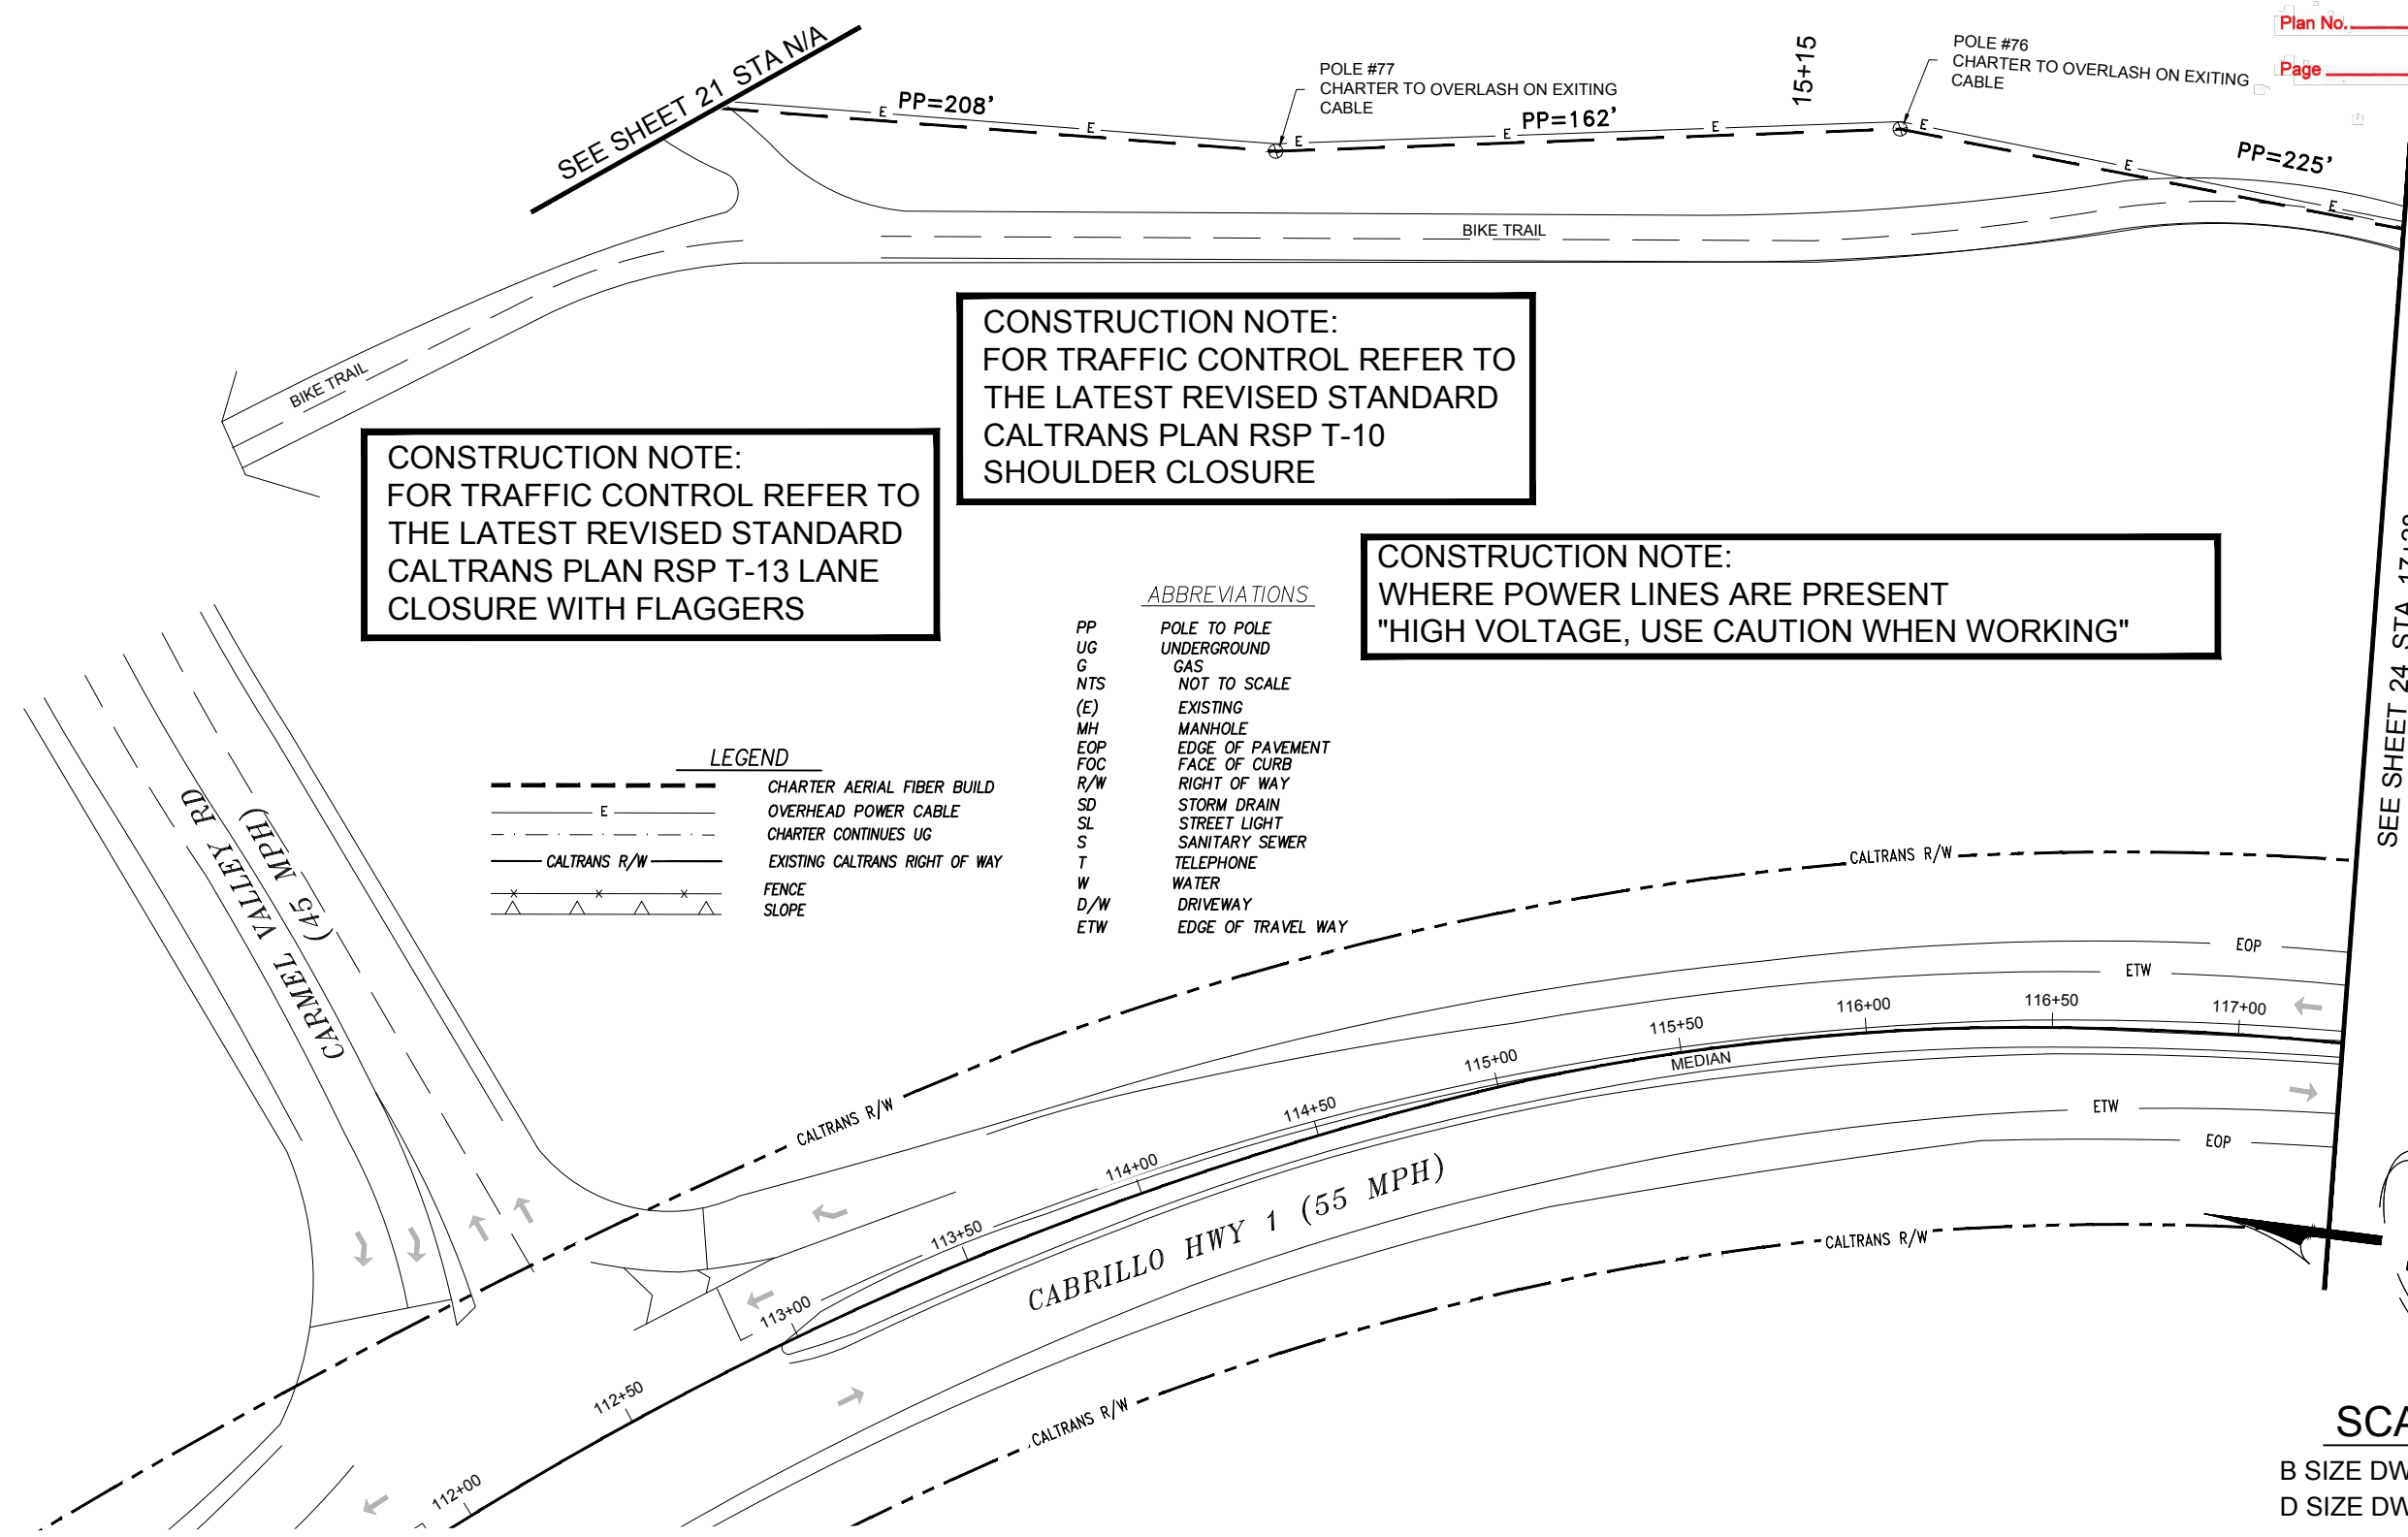 Plan No.
Page
SEE SHEET 21 STA N/A
PP=208'
POLE #77
CHARTER TO OVERLASH ON EXITING
CABLE
PP=162'
15+15
POLE #76
CHARTER TO OVERLASH ON EXITING
CABLE
PP=225'
E
E
E
E
E
E
E
E
BIKE TRAIL
BIKE TRAIL
CONSTRUCTION NOTE:
FOR TRAFFIC CONTROL REFER TO
THE LATEST REVISED STANDARD
CALTRANS PLAN RSP T-10
SHOULDER CLOSURE
CONSTRUCTION NOTE:
FOR TRAFFIC CONTROL REFER TO
THE LATEST REVISED STANDARD
CALTRANS PLAN RSP T-13 LANE
CLOSURE WITH FLAGGERS
CONSTRUCTION NOTE:
WHERE POWER LINES ARE PRESENT
"HIGH VOLTAGE, USE CAUTION WHEN WORKING"
ABBREVIATIONS
PP POLE TO POLE
UG UNDERGROUND
G GAS
NTS NOT TO SCALE
(E) EXISTING
MH MANHOLE
EOP EDGE OF PAVEMENT
FOC FACE OF CURB
R/W RIGHT OF WAY
SD STORM DRAIN
SL STREET LIGHT
S SANITARY SEWER
T TELEPHONE
W WATER
D/W DRIVEWAY
ETW EDGE OF TRAVEL WAY
LEGEND
CHARTER AERIAL FIBER BUILD
E OVERHEAD POWER CABLE
CHARTER CONTINUES UG
CALTRANS R/W EXISTING CALTRANS RIGHT OF WAY
X X X FENCE
SLOPE
SEE SHEET 24 STA
CARMEL VALLEY RD
(45 MPH)
CALTRANS R/W
EOP
ETW
117+00
116+50
116+00
115+50
MEDIAN
115+00
114+50
114+00
113+50
113+00
112+50
112+00
CALTRANS R/W
ETW
EOP
CABRILLO HWY 1 (55 MPH)
CALTRANS R/W
CALTRANS R/W
B SIZE
D SIZE